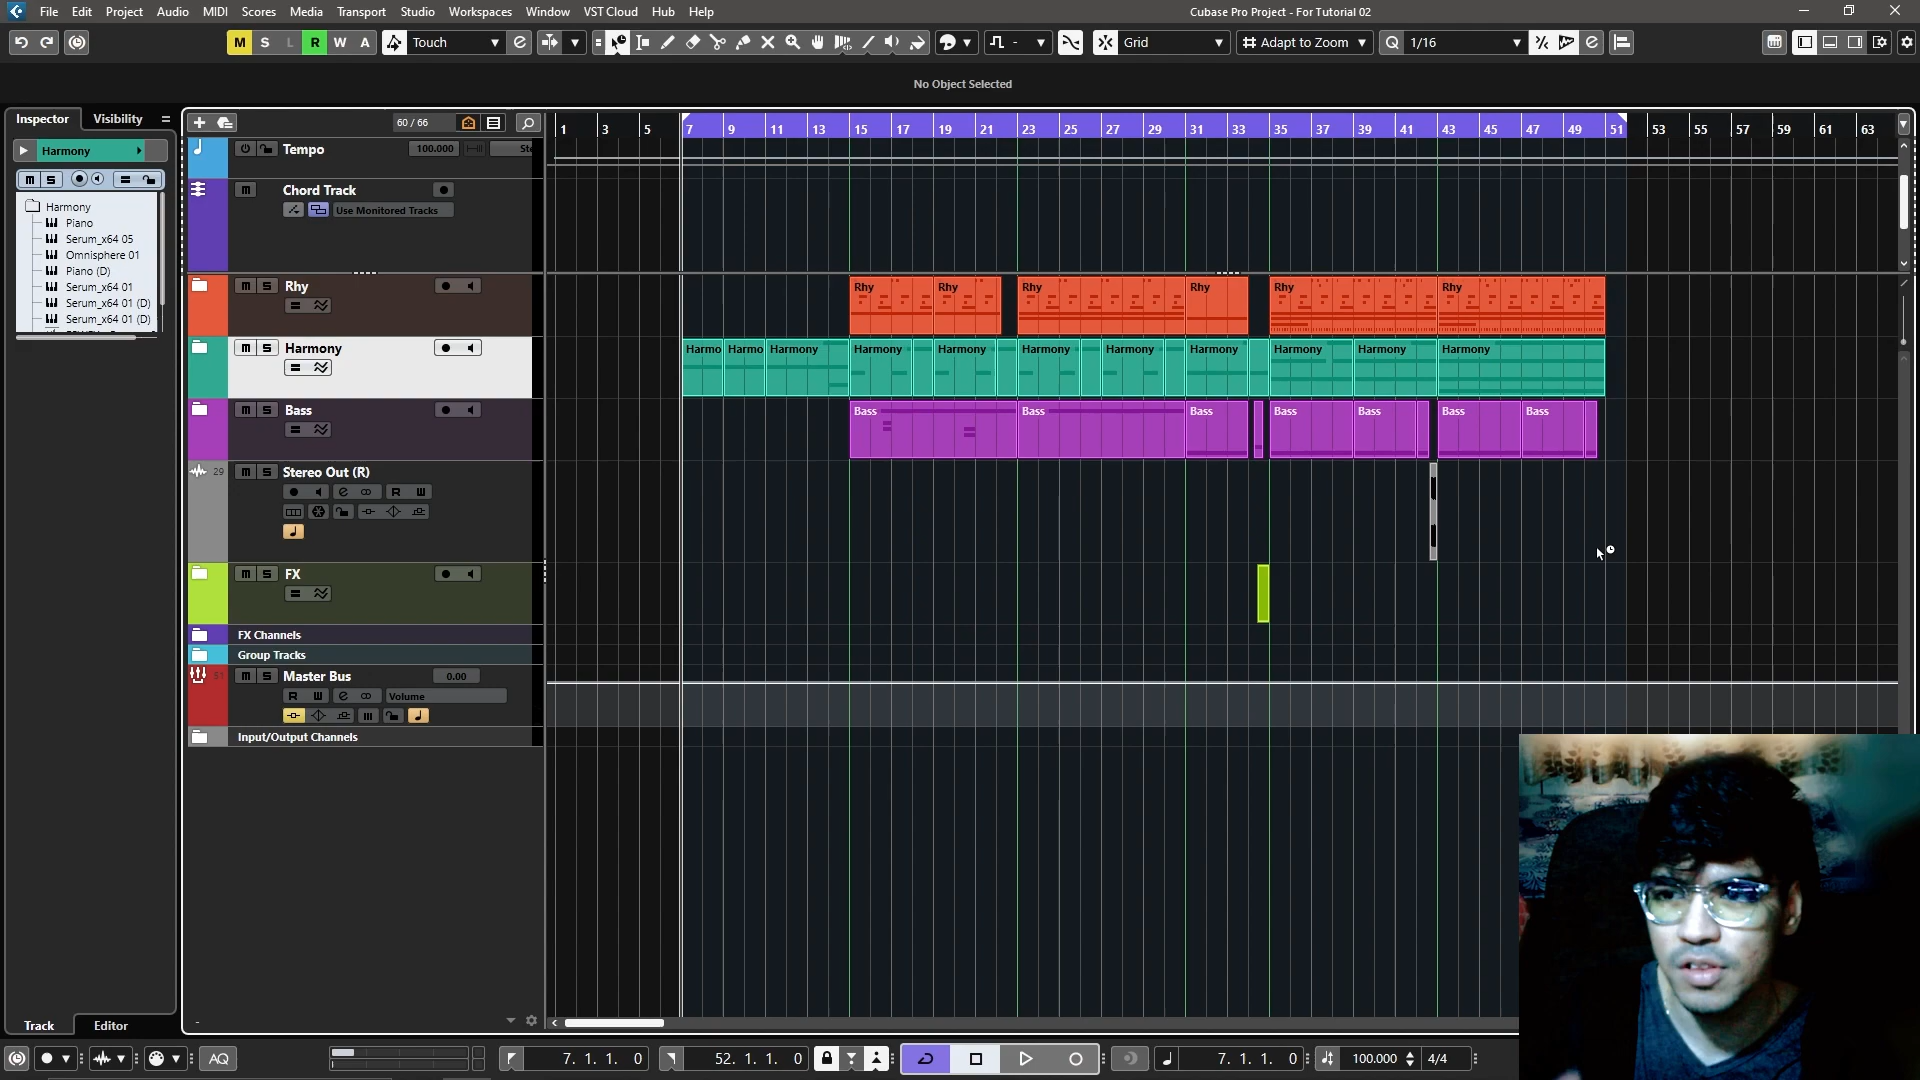 File Edit Project Audio MIDI Scores Media Transport Studio Workspaces Window VST Cloud Hub Help
Cubase Pro Project - For Tutorial 02
M S L R W A Touch
Grid
Adapt to Zoom
Q 1/16
No Object Selected
Inspector Visibility
60 / 66
1 3 5 7 9 11 13 15 17 19 21 23 25 27 29 31 33 35 37 39 41 43 45 47 49 51 53 55 57 59 61 63
Harmony
m s
Harmony
Piano
Serum_x64 05
Omnisphere 01
Piano (D)
Serum_x64 01
Serum_x64 01 (D)
Serum_x64 01 (D)
Tempo 100.000
m Chord Track
Use Monitored Tracks
m s Rhy
Rhy Rhy Rhy Rhy Rhy Rhy
m s Harmony
Harmo Harmo Harmony Harmony Harmony Harmony Harmony Harmony Harmony Harmony Harmony
m s Bass
Bass Bass Bass Bass Bass Bass Bass
29 m s Stereo Out (R)
R
m s FX
FX Channels
Group Tracks
m s Master Bus 0.00
R Volume
Input/Output Channels
Track Editor
AQ
7. 1. 1. 0
52. 1. 1. 0
7. 1. 1. 0
100.000
4/4